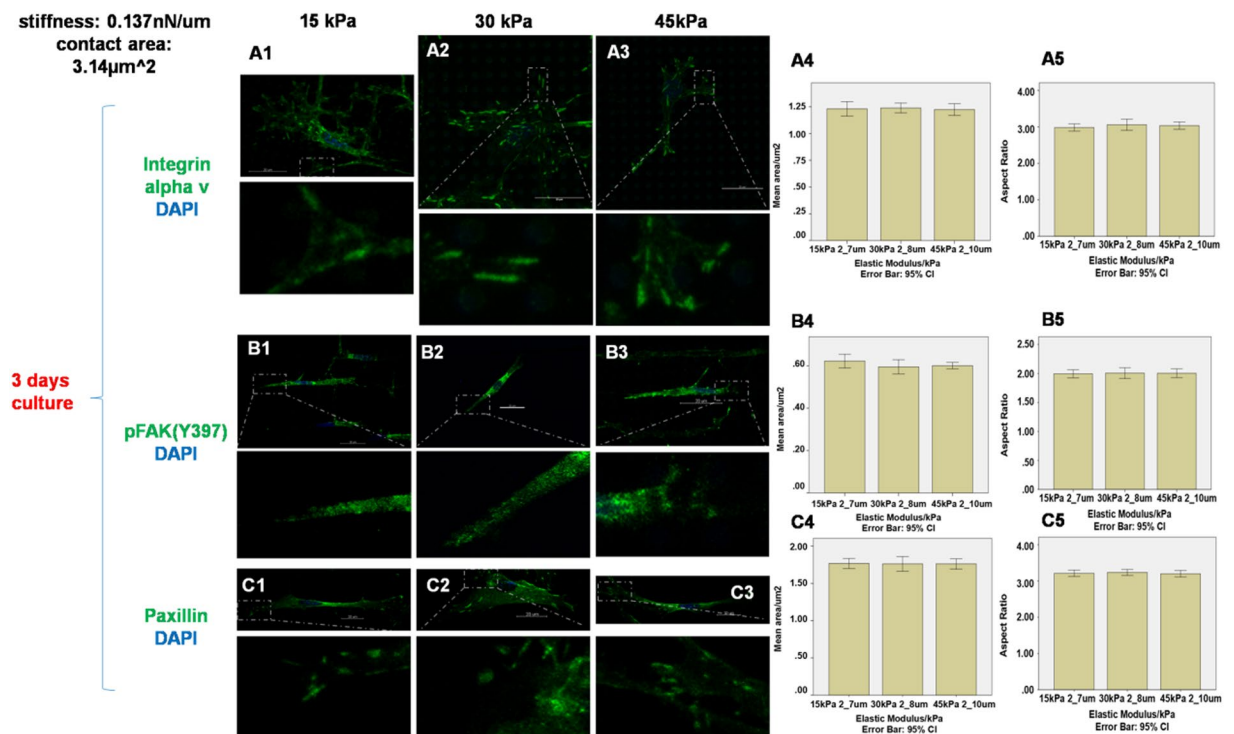 stiffness: 0.137nN/um
contact area:
3.14μm^2
15 kPa
30 kPa
45kPa
3 days
culture
Integrin
alpha v
DAPI
A1
A2
A3
A4
Mean area/um2
1.25
1.00
.75
.50
.25
.00
15kPa 2_7um 30kPa 2_8um 45kPa 2_10um
Elastic Modulus/kPa
Error Bar: 95% CI
A5
Aspect Ratio
4.00
3.00
2.00
1.00
.00
15kPa 2_7um 30kPa 2_8um 45kPa 2_10um
Elastic Modulus/kPa
Error Bar: 95% CI
pFAK(Y397)
DAPI
B1
B2
B3
B4
Mean area/um2
.60
.40
.20
.00
15kPa 2_7um 30kPa 2_8um 45kPa 2_10um
Elastic Modulus/kPa
Error Bar: 95% CI
B5
Aspect Ratio
2.50
2.00
1.50
1.00
.50
.00
15kPa 2_7um 30kPa 2_8um 45kPa 2_10um
Elastic Modulus/kPa
Error Bar: 95% CI
Paxillin
DAPI
C1
C2
C3
C4
Mean area/um2
2.00
1.50
1.00
.50
.00
15kPa 2_7um 30kPa 2_8um 45kPa 2_10um
Elastic Modulus/kPa
Error Bar: 95% CI
C5
Aspect Ratio
4.00
3.00
2.00
1.00
.00
15kPa 2_7um 30kPa 2_8um 45kPa 2_10um
Elastic Modulus/kPa
Error Bar: 95% CI